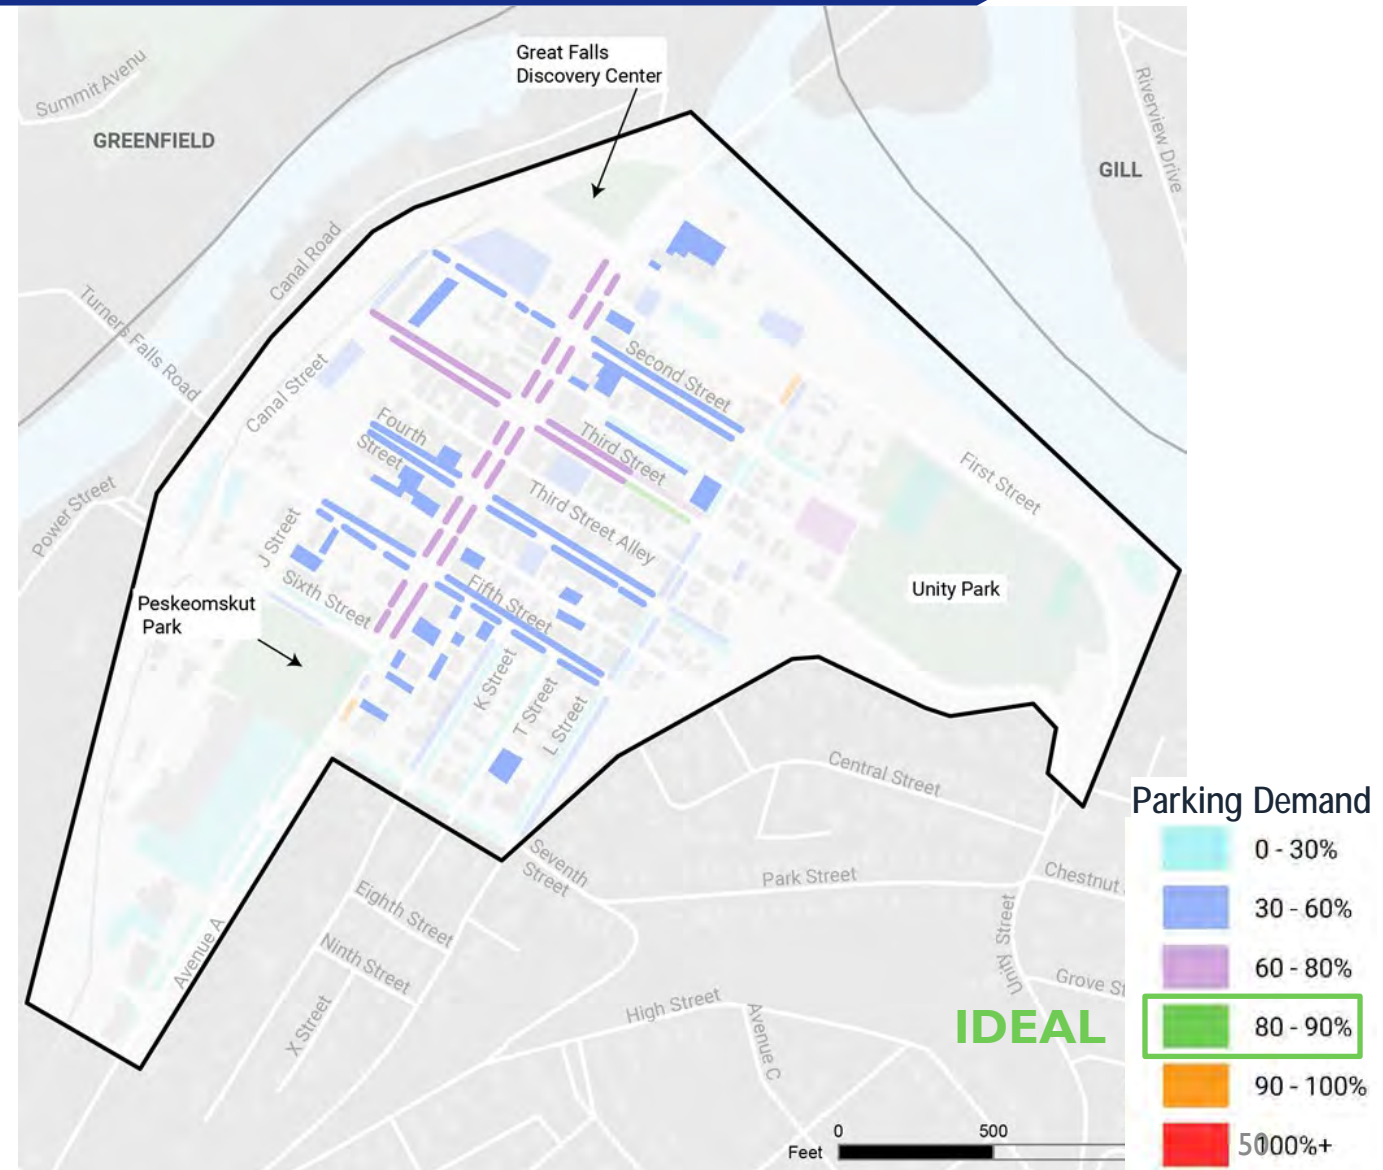 Great Falls
Discovery Center
Summit Avenu
GREENFIELD
Riverview Drive
GILL
Canal Road
Turners Falls Road
Canal Street
Second Street
Fourth
Street
Third Street
First Street
Power Street
Third Street Alley
J Street
Sixth Street
Fifth Street
Unity Park
Peskeomskut
Park
K Street
T Street
L Street
Central Street
Parking Demand
0 - 30%
Seventh
Street
Park Street
Chestnut
Eighth Street
30 - 60%
Avenue A
Ninth Street
Unity Street
60 - 80%
Grove St
X Street
High Street
Avenue C
IDEAL
80 - 90%
90 - 100%
0
500
Feet
50
100%+